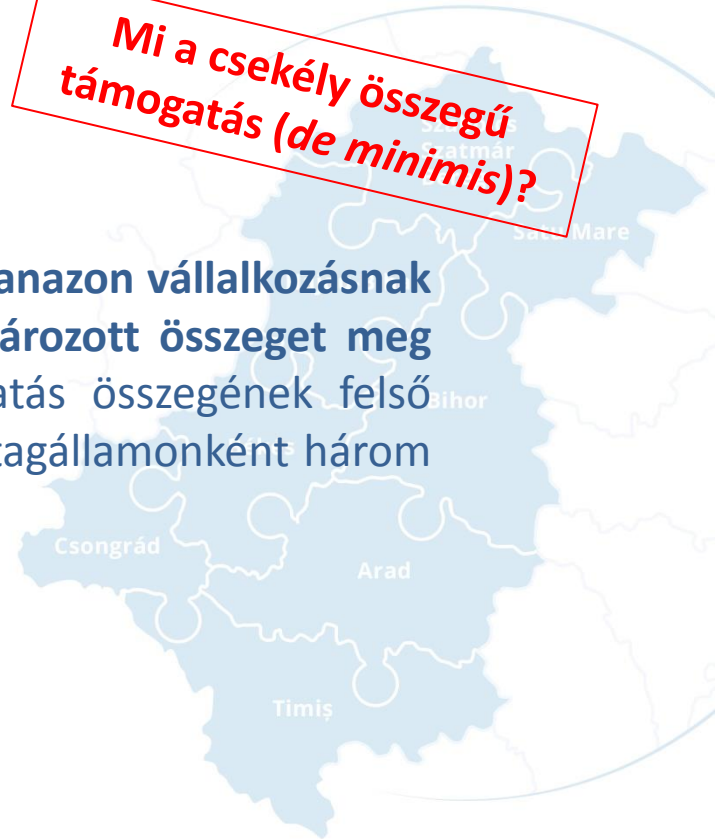 Mi a csekély összegű
támogatás (de minimis)?
Szatmár
Satu Mare
anazon vállalkozásnak
ározott összeget meg
atás összegének felső
Bihor
tagállamonként három
Békés
Csongrád
Arad
Timiș